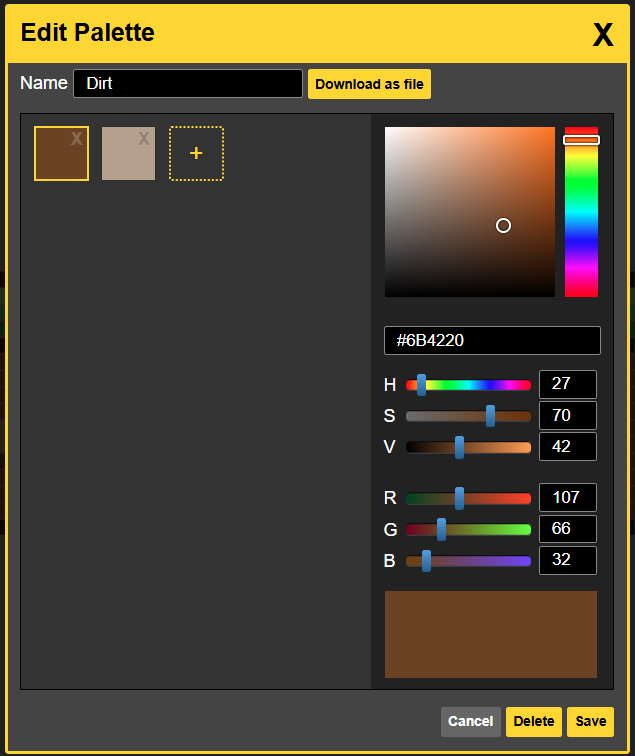 Edit Palette X
Name Dirt Download as file
X X +
#6B4220
H 27
S 70
V 42
R 107
G 66
B 32
Cancel Delete Save